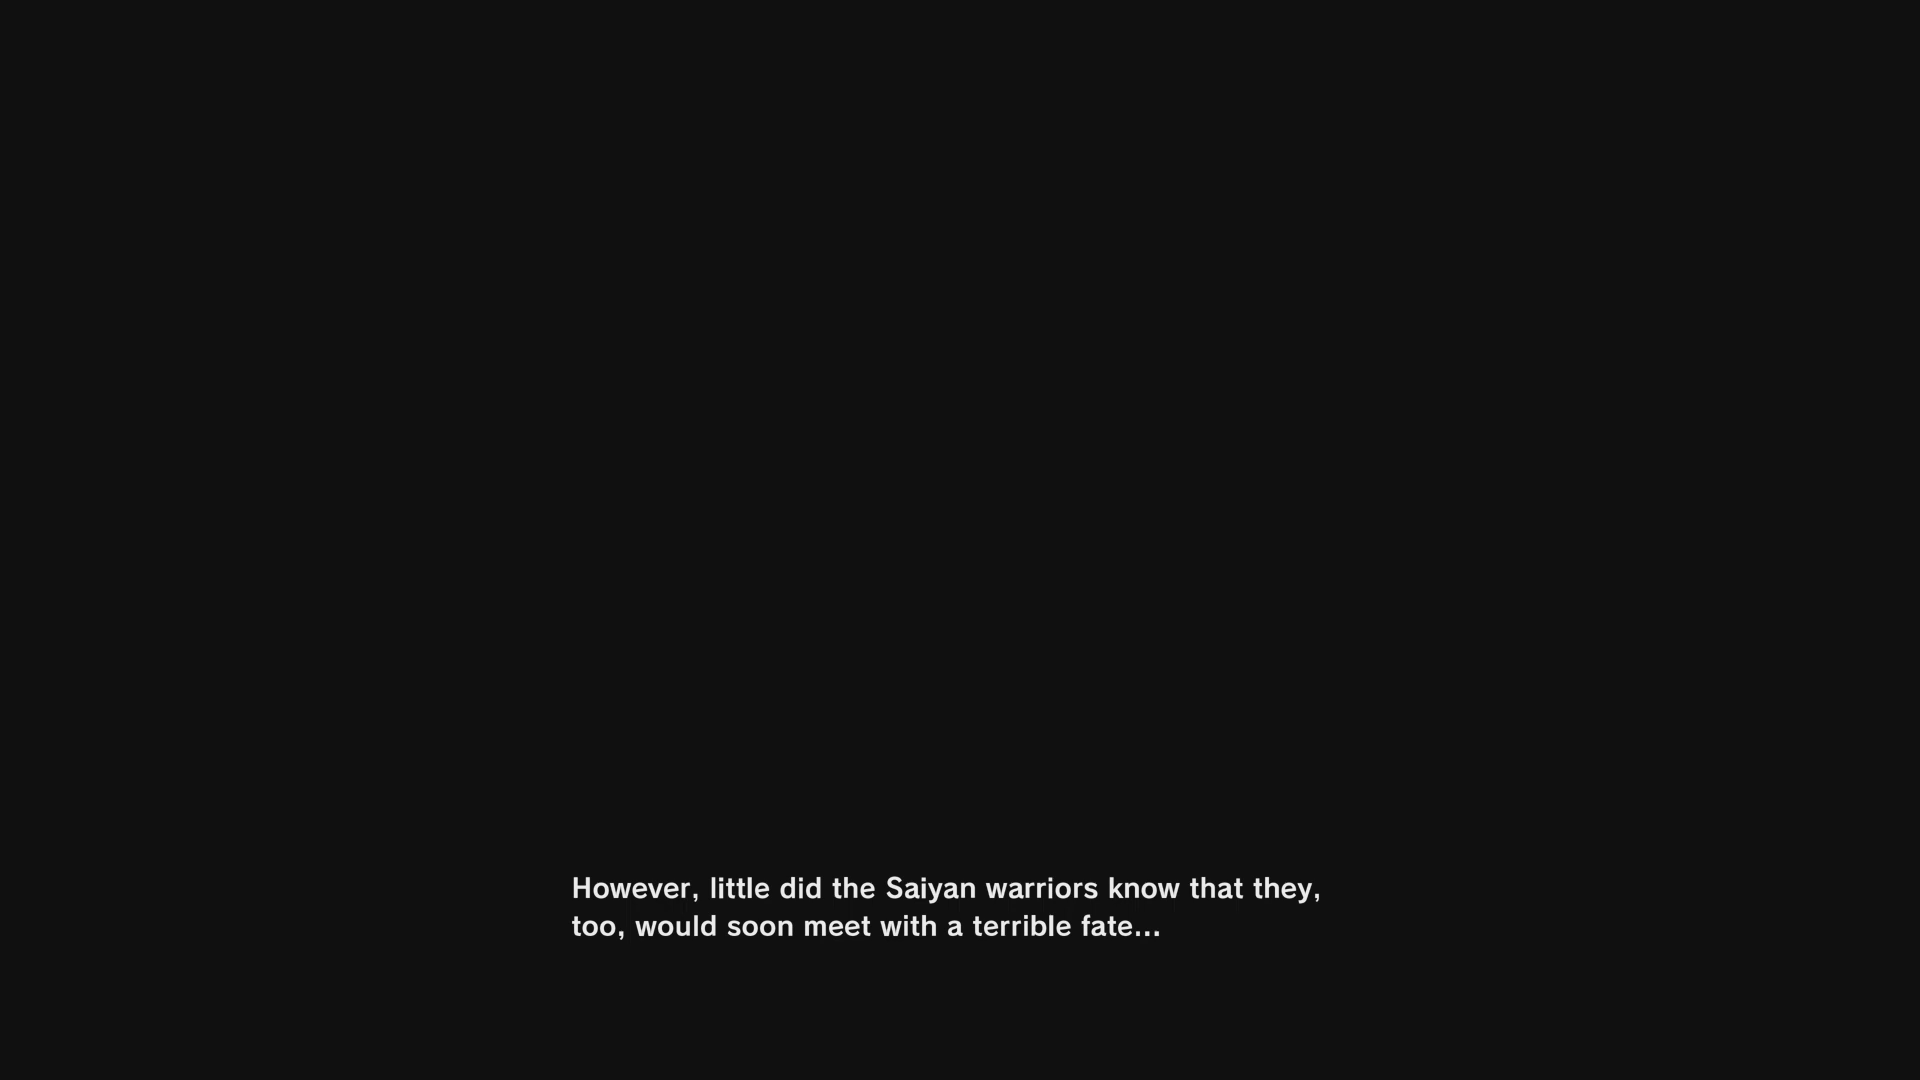 However, little did the Saiyan warriors know that they,
too, would soon meet with a terrible fate...